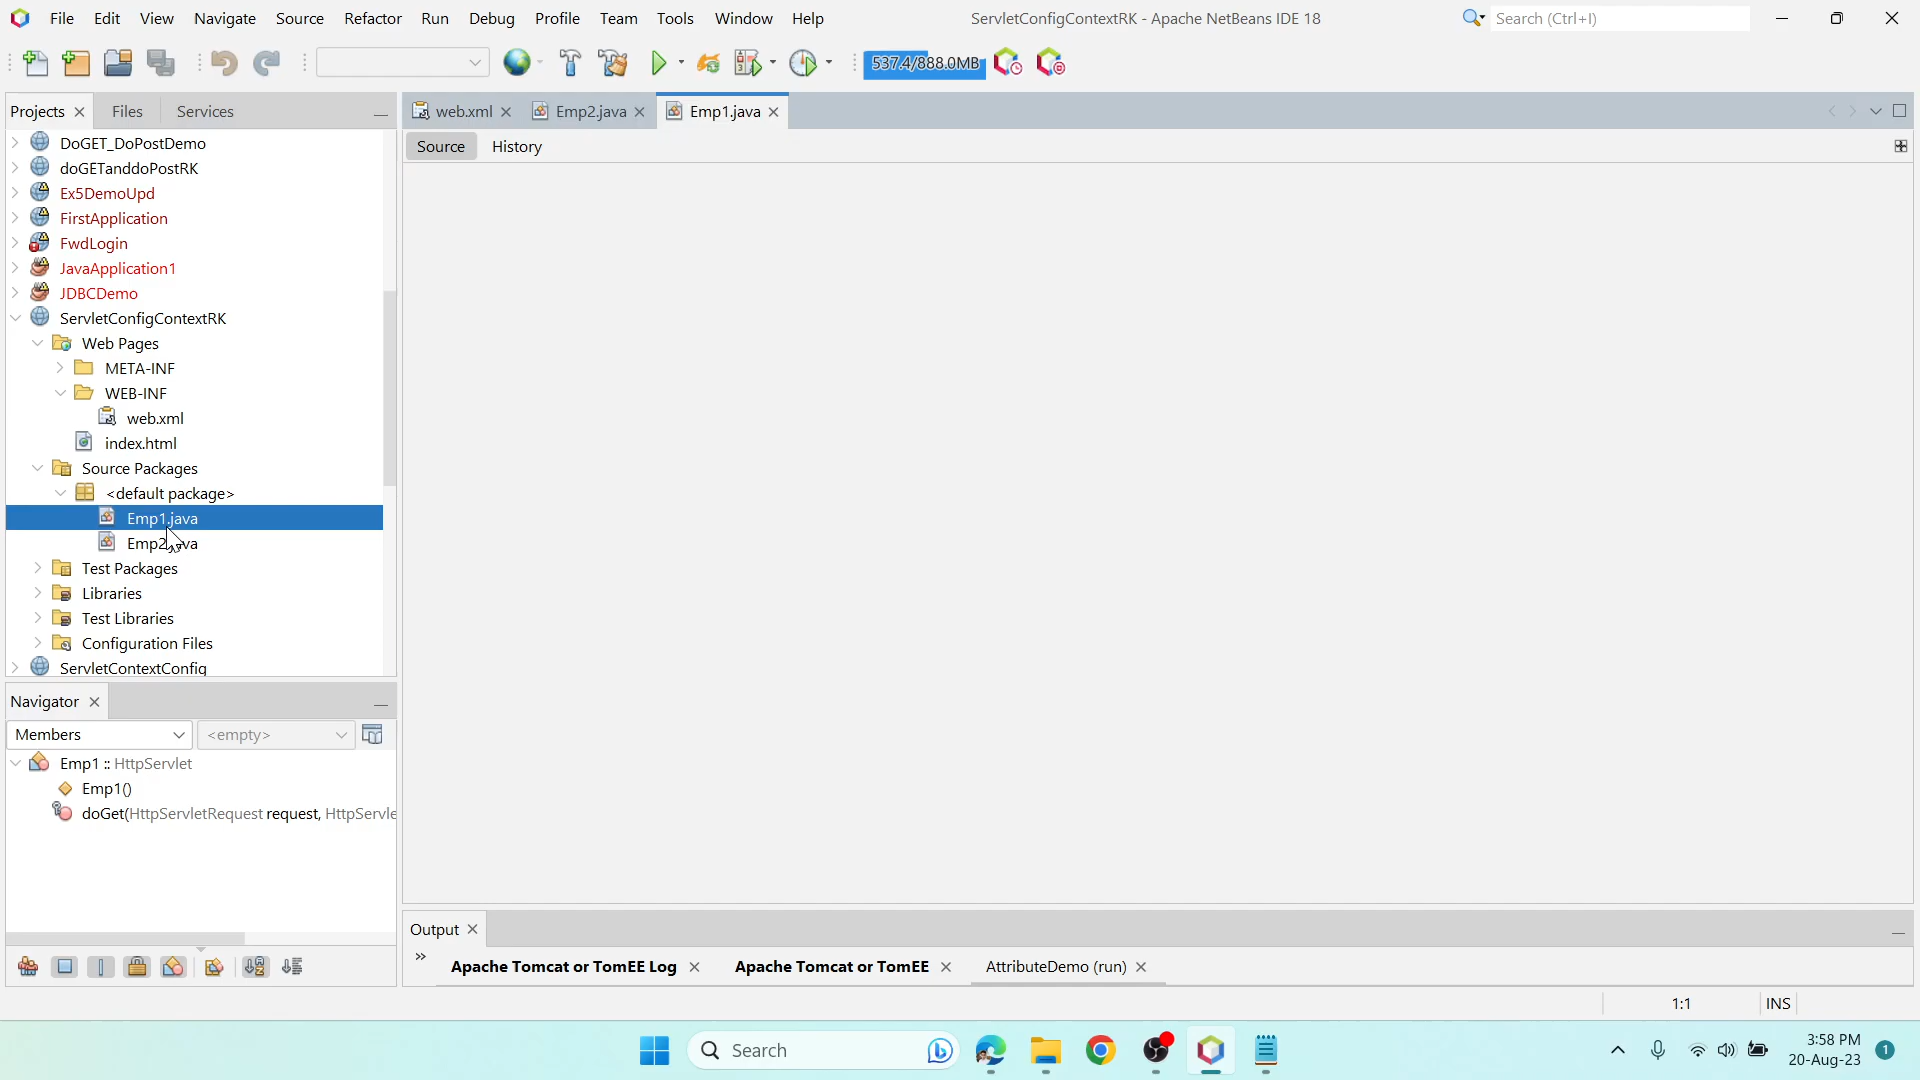 File Edit View Navigate Source Refactor Run Debug Profile Team Tools Window Help
ServletConfigContextRK - Apache NetBeans IDE 18
Search (Ctrl+I)
537.4/888.0MB
Projects Files Services
DoGET_DoPostDemo
doGETanddoPostRK
Ex5DemoUpd
FirstApplication
FwdLogin
JavaApplication1
JDBCDemo
ServletConfigContextRK
Web Pages
META-INF
WEB-INF
web.xml
index.html
Source Packages
<default package>
Emp1.java
Emp2.java
Test Packages
Libraries
Test Libraries
Configuration Files
ServletContextConfig
web.xml Emp2.java Emp1.java
Source History
Navigator
Members <empty>
Emp1 :: HttpServlet
Emp1()
doGet(HttpServletRequest request, HttpServle
Output
Apache Tomcat or TomEE Log Apache Tomcat or TomEE AttributeDemo (run)
1:1 INS
Search
3:58 PM
20-Aug-23
1